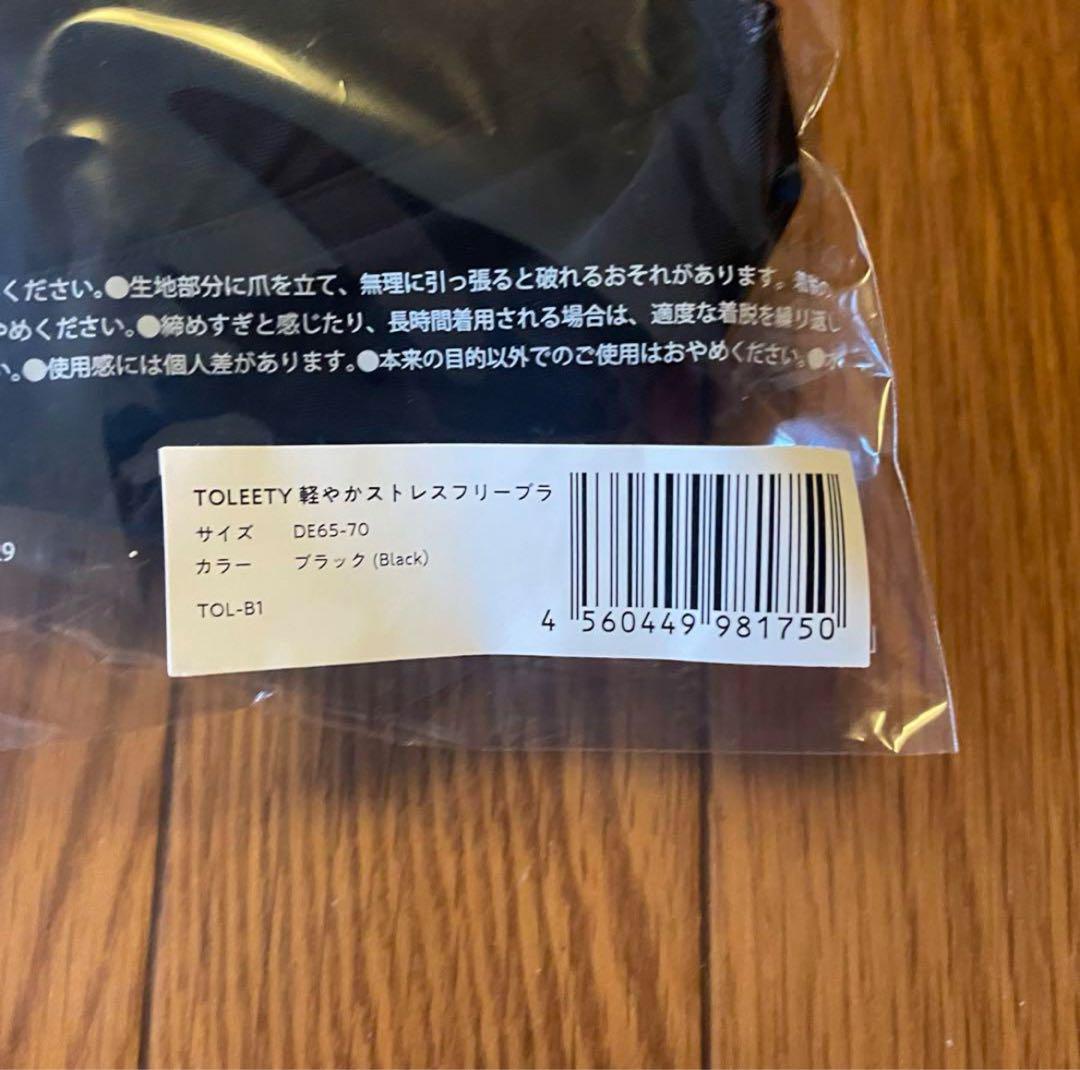 ください。●生地部分に爪を立て、無理に引っ張ると破れるおそれがあります。
やめください。●締めすぎと感じたり、長時間着用される場合は、適度な着脱を繰り返し
い。●使用感には個人差があります。●本来の目的以外でのご使用はおやめください。●
TOLEETY 軽やかストレスフリーブラ
サイズ DE65-70
カラー ブラック (Black)
TOL-B1
4 560449 981750
29